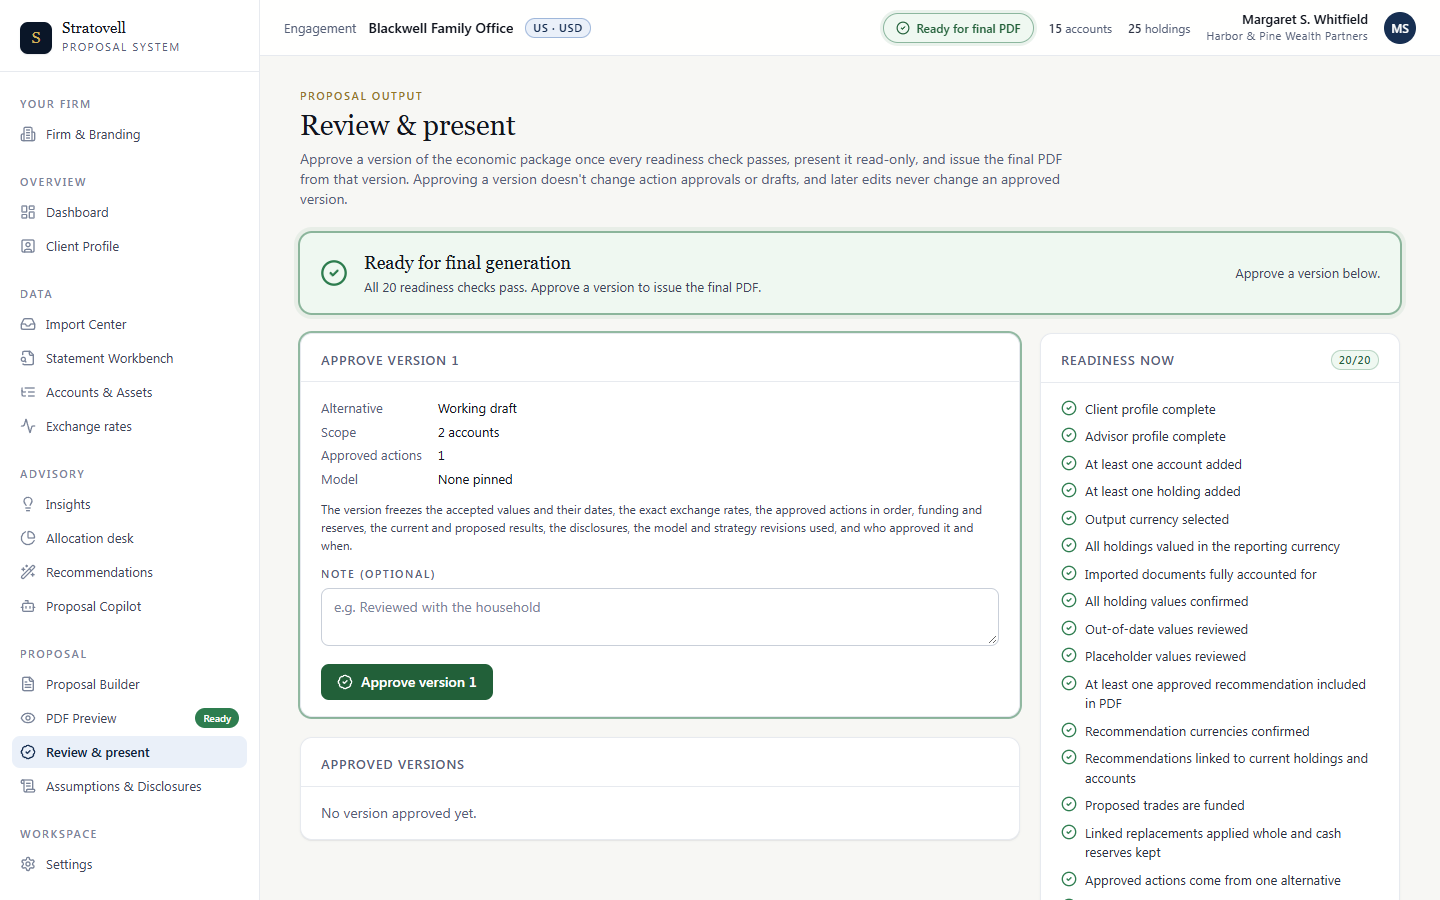 S
Stratovell
PROPOSAL SYSTEM
YOUR FIRM
Firm & Branding
OVERVIEW
Dashboard
Client Profile
DATA
Import Center
Statement Workbench
Accounts & Assets
Exchange rates
ADVISORY
Insights
Allocation desk
Recommendations
Proposal Copilot
PROPOSAL
Proposal Builder
PDF Preview Ready
Review & present
Assumptions & Disclosures
WORKSPACE
Settings
Engagement Blackwell Family Office US · USD
Ready for final PDF 15 accounts 25 holdings
Margaret S. Whitfield
Harbor & Pine Wealth Partners
MS
PROPOSAL OUTPUT
Review & present
Approve a version of the economic package once every readiness check passes, present it read-only, and issue the final PDF
from that version. Approving a version doesn't change action approvals or drafts, and later edits never change an approved
version.
Ready for final generation
All 20 readiness checks pass. Approve a version to issue the final PDF.
Approve a version below.
APPROVE VERSION 1
Alternative Working draft
Scope 2 accounts
Approved actions 1
Model None pinned
The version freezes the accepted values and their dates, the exact exchange rates, the approved actions in order, funding and
reserves, the current and proposed results, the disclosures, the model and strategy revisions used, and who approved it and
when.
NOTE (OPTIONAL)
e.g. Reviewed with the household
Approve version 1
APPROVED VERSIONS
No version approved yet.
READINESS NOW 20/20
Client profile complete
Advisor profile complete
At least one account added
At least one holding added
Output currency selected
All holdings valued in the reporting currency
Imported documents fully accounted for
All holding values confirmed
Out-of-date values reviewed
Placeholder values reviewed
At least one approved recommendation included
in PDF
Recommendation currencies confirmed
Recommendations linked to current holdings and
accounts
Proposed trades are funded
Linked replacements applied whole and cash
reserves kept
Approved actions come from one alternative